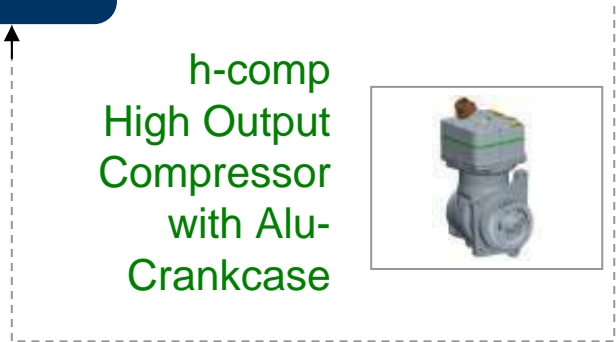 h-comp
High Output
Compressor
with Alu-
Crankcase